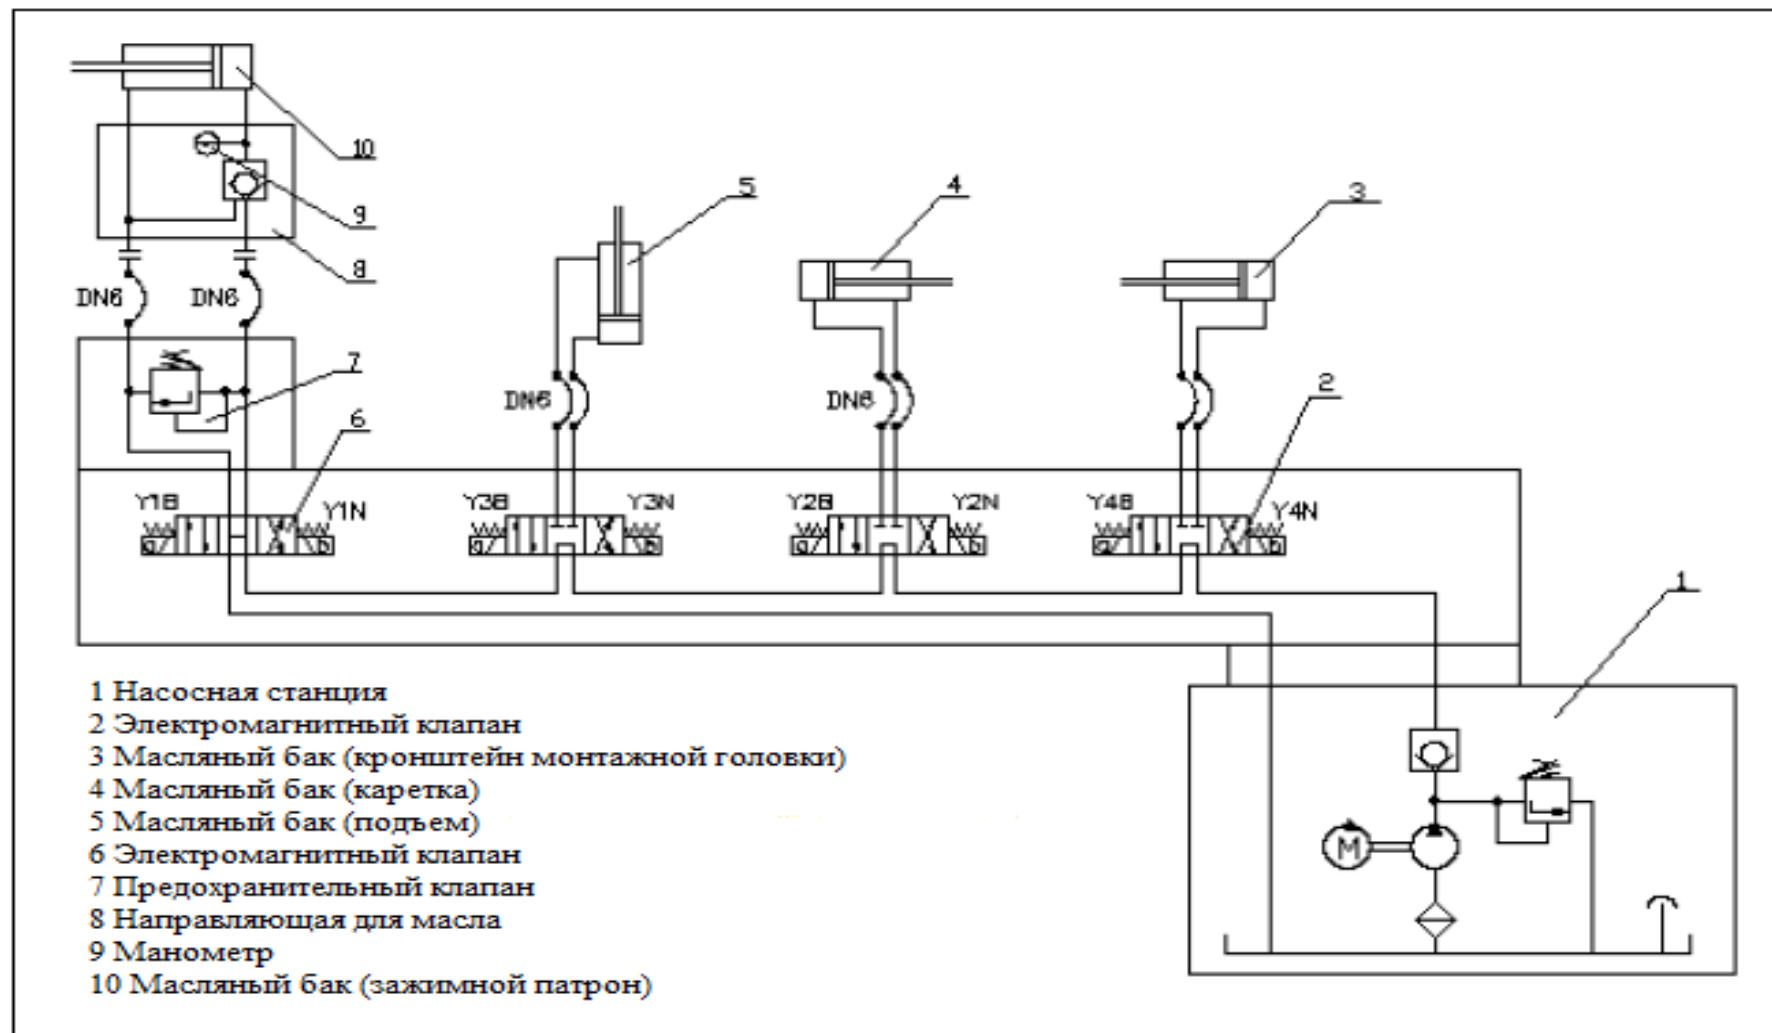 10
5
4
3
9
8
DN6
DN6
7
2
DN6
DN6
6
Y1B
Y1N
Y3B
Y3N
Y2B
Y2N
Y4B
Y4N
1
1 Насосная станция
2 Электромагнитный клапан
3 Масляный бак (кронштейн монтажной головки)
4 Масляный бак (каретка)
5 Масляный бак (подъем)
6 Электромагнитный клапан
7 Предохранительный клапан
8 Направляющая для масла
9 Манометр
10 Масляный бак (зажимной патрон)
M